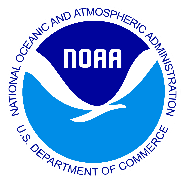 NATIONAL OCEANIC AND ATMOSPHERIC ADMINISTRATION
NOAA
U.S. DEPARTMENT OF COMMERCE